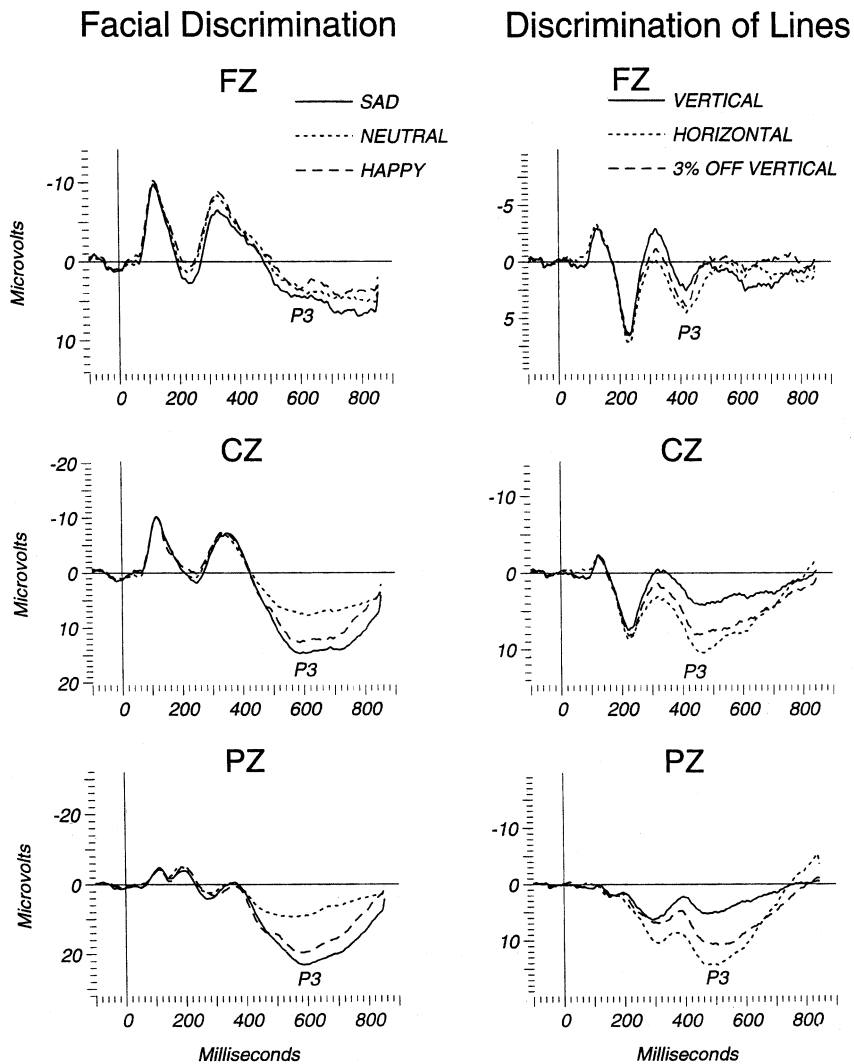 Facial Discrimination
Discrimination of Lines
FZ
SAD
NEUTRAL
HAPPY
Microvolts
-10
0
10
P3
0 200 400 600 800
FZ
VERTICAL
HORIZONTAL
3% OFF VERTICAL
-5
0
5
P3
0 200 400 600 800
CZ
Microvolts
-20
-10
0
10
20
P3
0 200 400 600 800
CZ
-10
0
10
P3
0 200 400 600 800
PZ
Microvolts
-20
0
20
P3
0 200 400 600 800
Milliseconds
PZ
-10
0
10
P3
0 200 400 600 800
Milliseconds